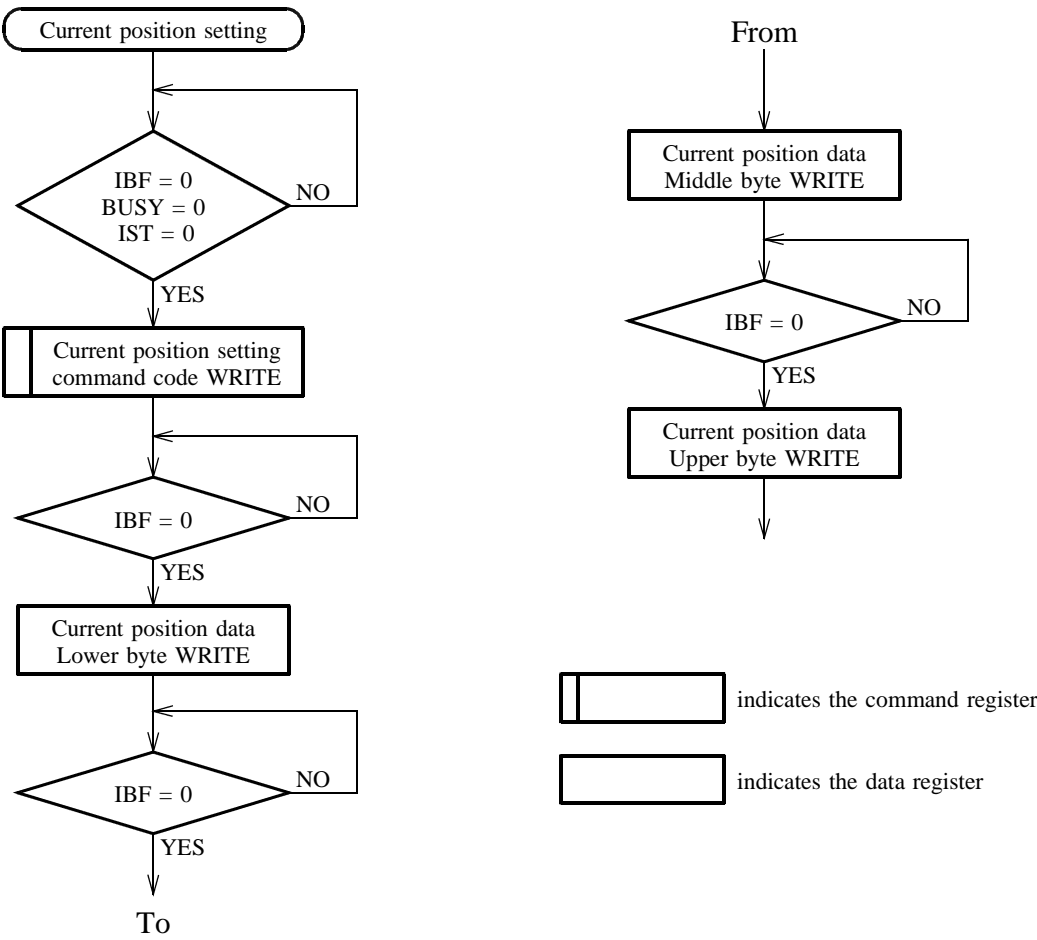 Current position setting
IBF = 0
BUSY = 0
IST = 0
NO
YES
Current position setting
command code WRITE
IBF = 0
NO
YES
Current position data
Lower byte WRITE
IBF = 0
NO
YES
To
From
Current position data
Middle byte WRITE
IBF = 0
NO
YES
Current position data
Upper byte WRITE
indicates the command register
indicates the data register